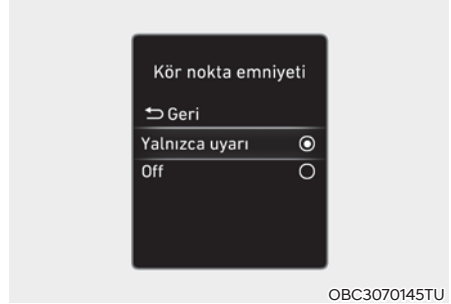 Kör nokta emniyeti
Geri
Yalnızca uyarı
Off
OBC3070145TU